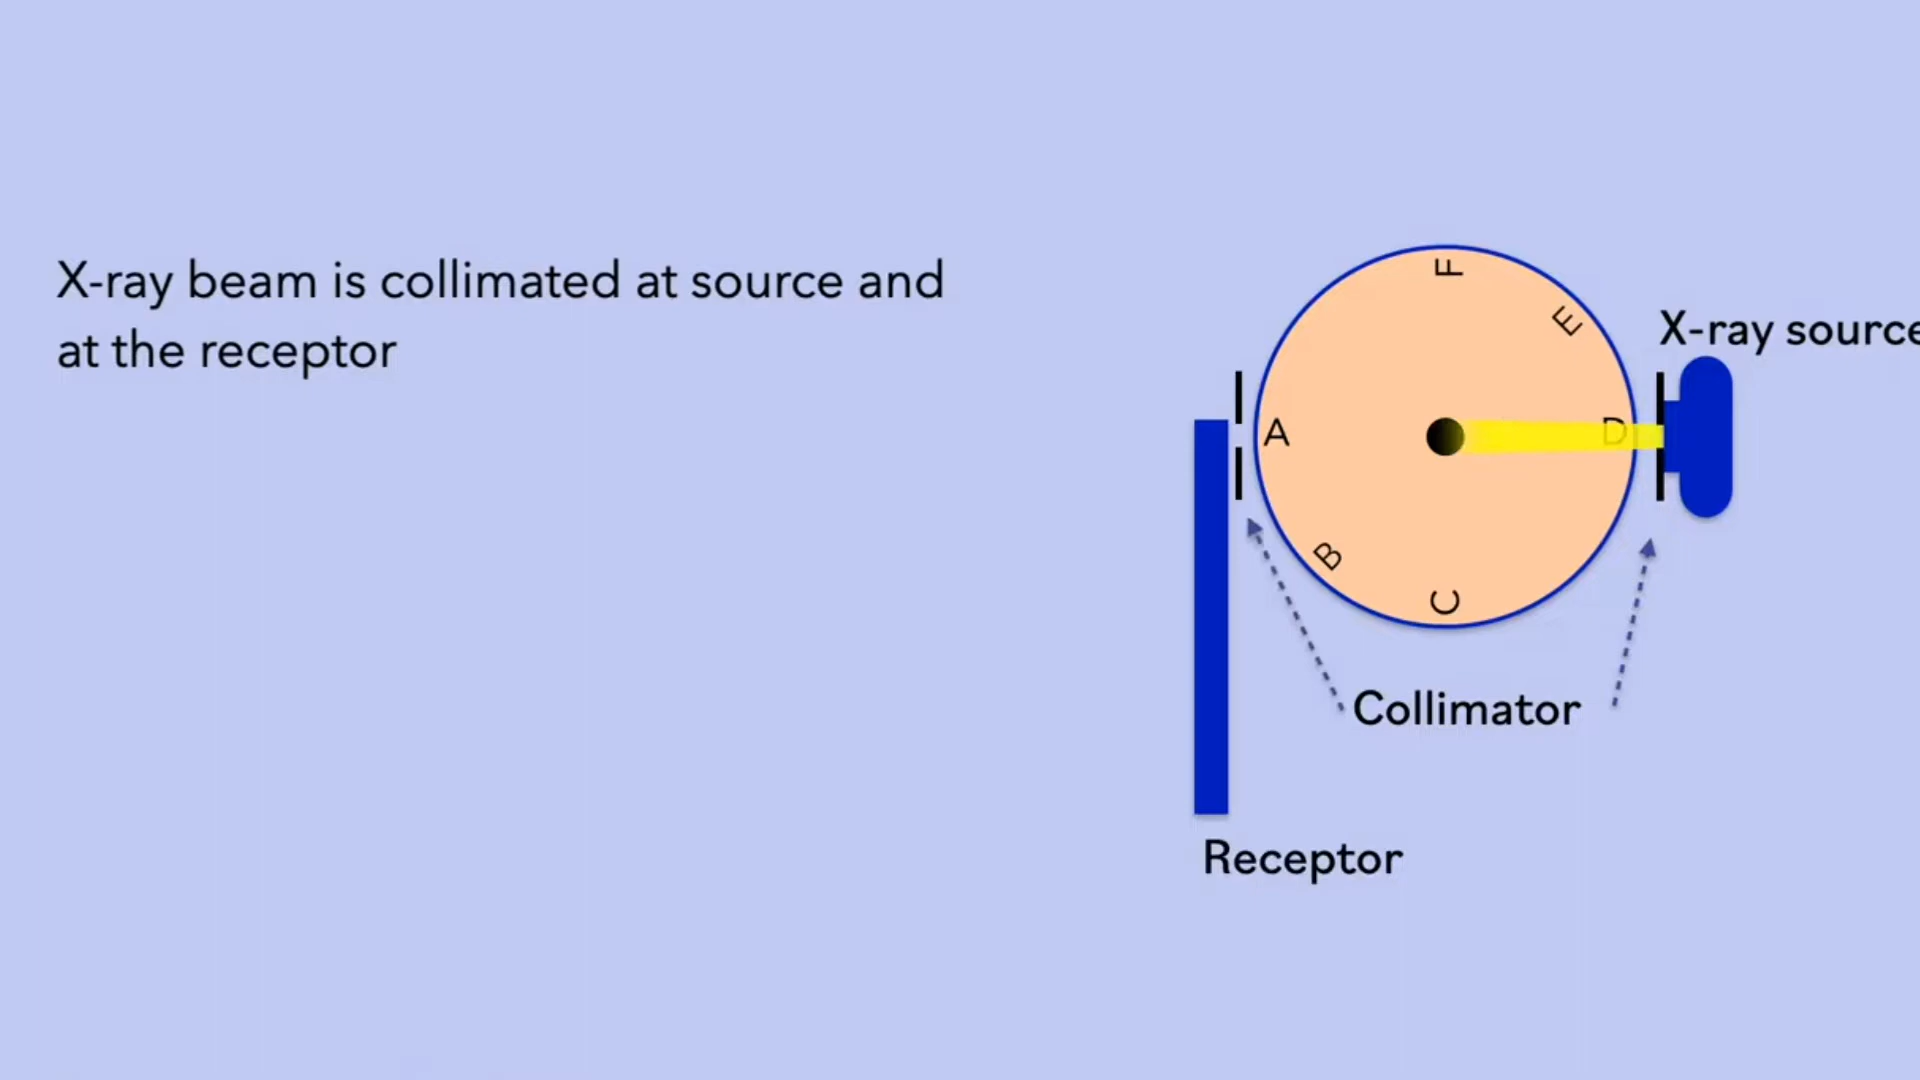 X-ray beam is collimated at source and
at the receptor
F
E
X-ray source
A
D
B
C
Collimator
Receptor